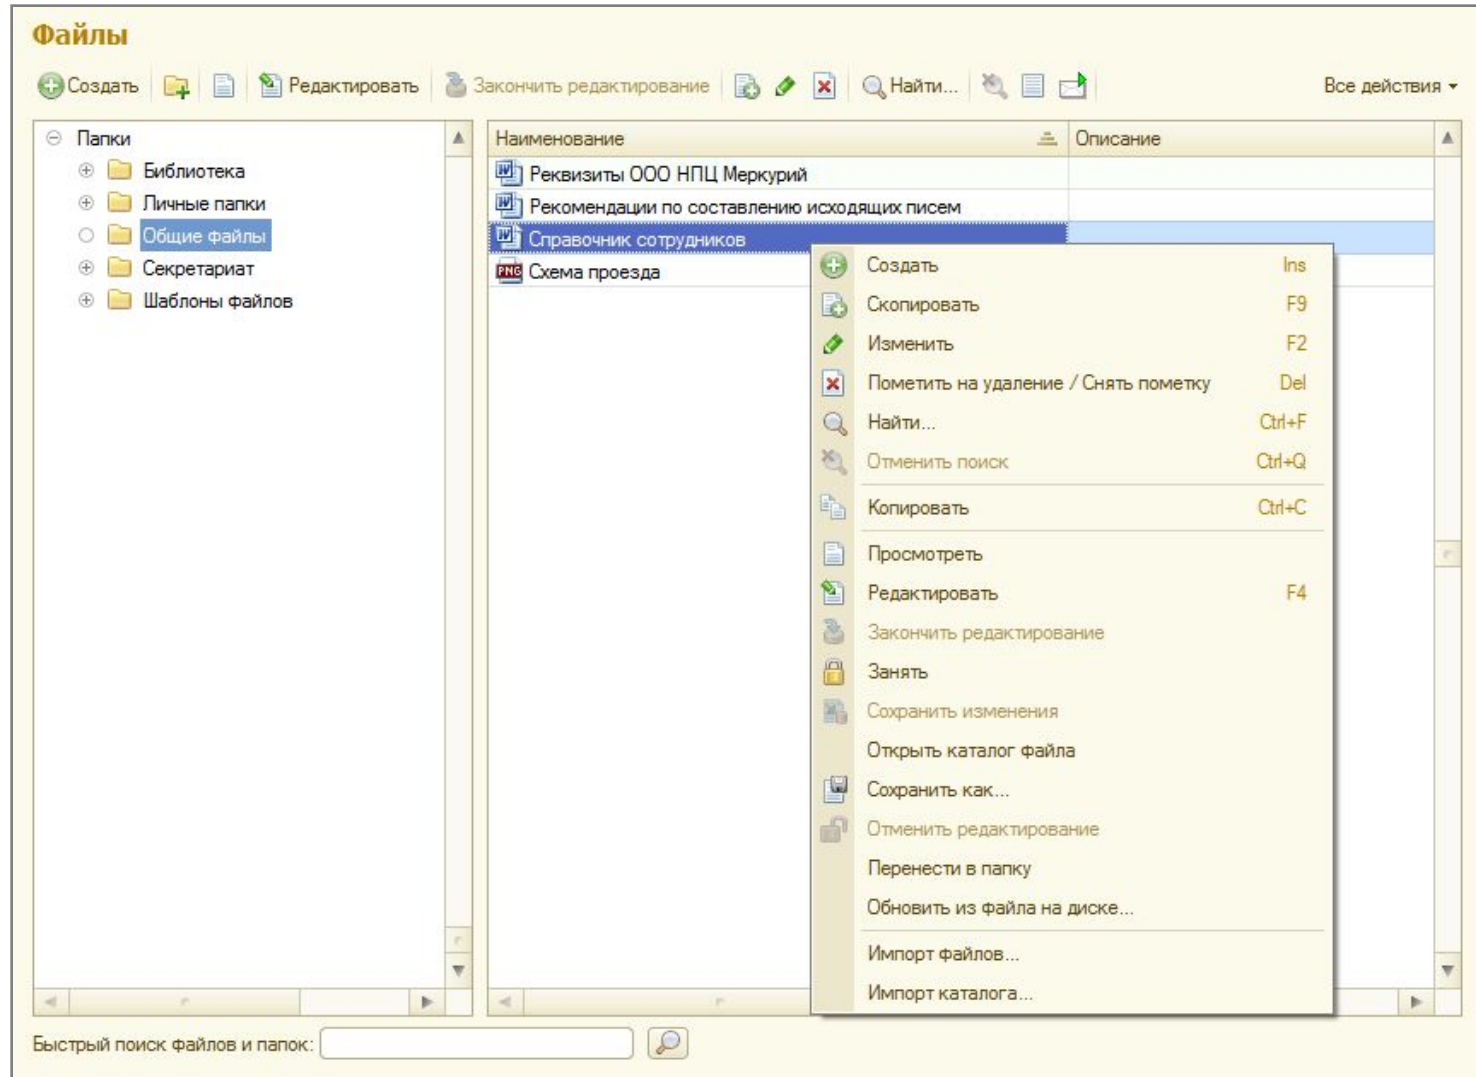 Файлы
Создать Редактировать Закончить редактирование Найти... Все действия
Папки
Библиотека
Личные папки
Общие файлы
Секретариат
Шаблоны файлов
Наименование Описание
Реквизиты ООО НПЦ Меркурий
Рекомендации по составлению исходящих писем
Справочник сотрудников
PNG Схема проезда
Создать Ins
Скопировать F9
Изменить F2
Пометить на удаление / Снять пометку Del
Найти... Ctrl+F
Отменить поиск Ctrl+Q
Копировать Ctrl+C
Просмотреть
Редактировать F4
Закончить редактирование
Занять
Сохранить изменения
Открыть каталог файла
Сохранить как...
Отменить редактирование
Перенести в папку
Обновить из файла на диске...
Импорт файлов...
Импорт каталога...
Быстрый поиск файлов и папок: